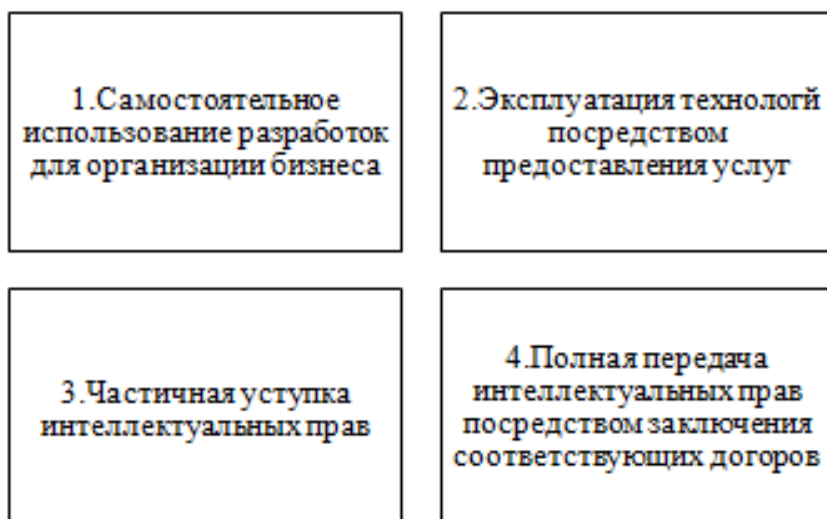 1.Самостоятельное
использование разработок
для организации бизнеса
2.Эксплуатация технологй
посредством
предоставления услуг
3.Частичная уступка
интеллектуальных прав
4.Полная передача
интеллектуальных прав
посредством заключения
соответствующих догоров